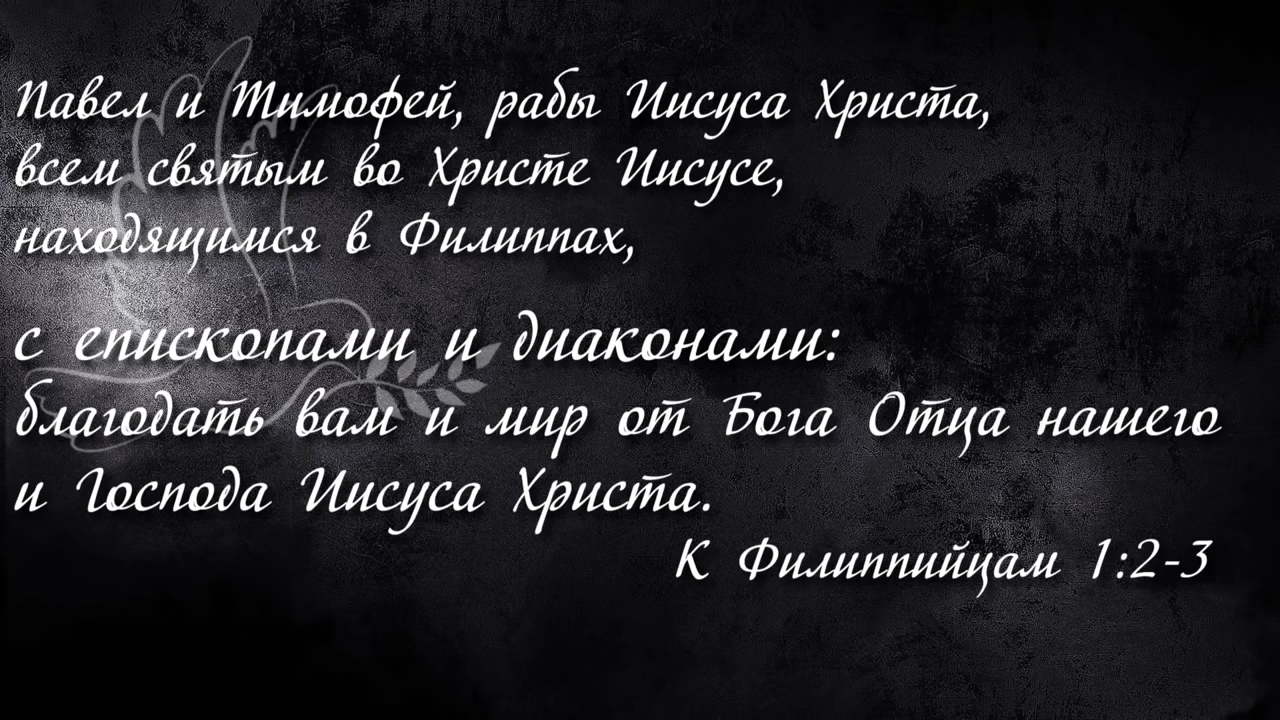 Павел и Тимофей, рабы Иисуса Христа,
всем святым во Христе Иисусе,
находящимся в Филиппах,
с епископами и диаконами:
благодать вам и мир от Бога Отца нашего
и Господа Иисуса Христа.
К Филиппийцам 1:2-3